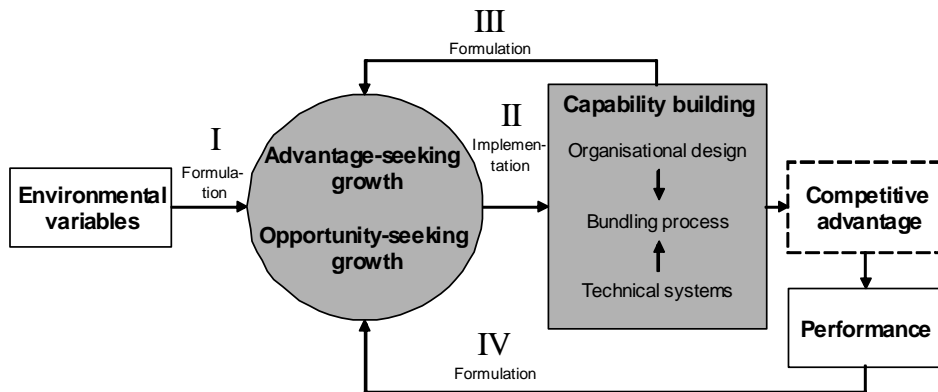 III
Formulation
I
Formula-
tion
II
Implemen-
tation
Environmental
variables
Advantage-seeking
growth
Opportunity-seeking
growth
Capability building
Organisational design
Bundling process
Technical systems
Competitive
advantage
Performance
IV
Formulation